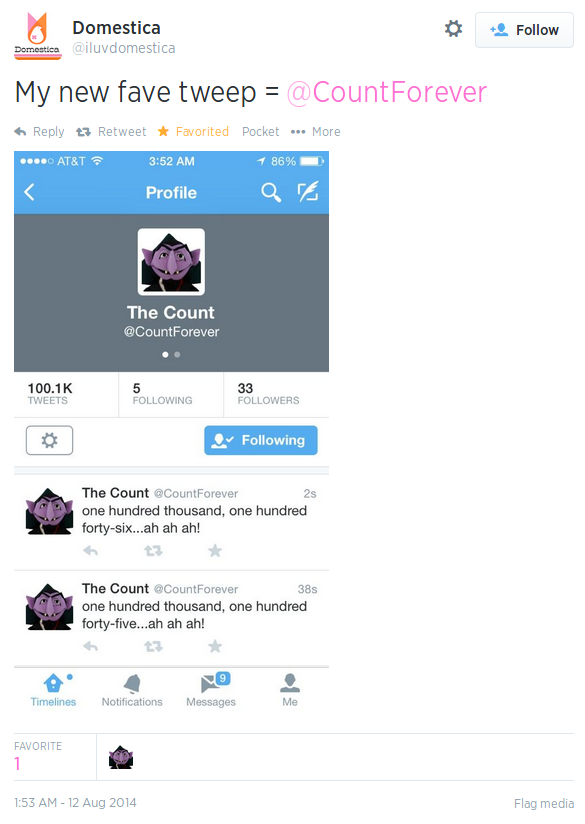 Domestica
Domestica
@iluvdomestica
Follow
My new fave tweep = @CountForever
Reply Retweet Favorited Pocket More
AT&T 3:52 AM 86%
Profile
The Count
@CountForever
100.1K 5 33
TWEETS FOLLOWING FOLLOWERS
Following
The Count @CountForever 2s
one hundred thousand, one hundred
forty-six...ah ah ah!
The Count @CountForever 38s
one hundred thousand, one hundred
forty-five...ah ah ah!
9
Timelines Notifications Messages Me
FAVORITE
1
1:53 AM - 12 Aug 2014 Flag media